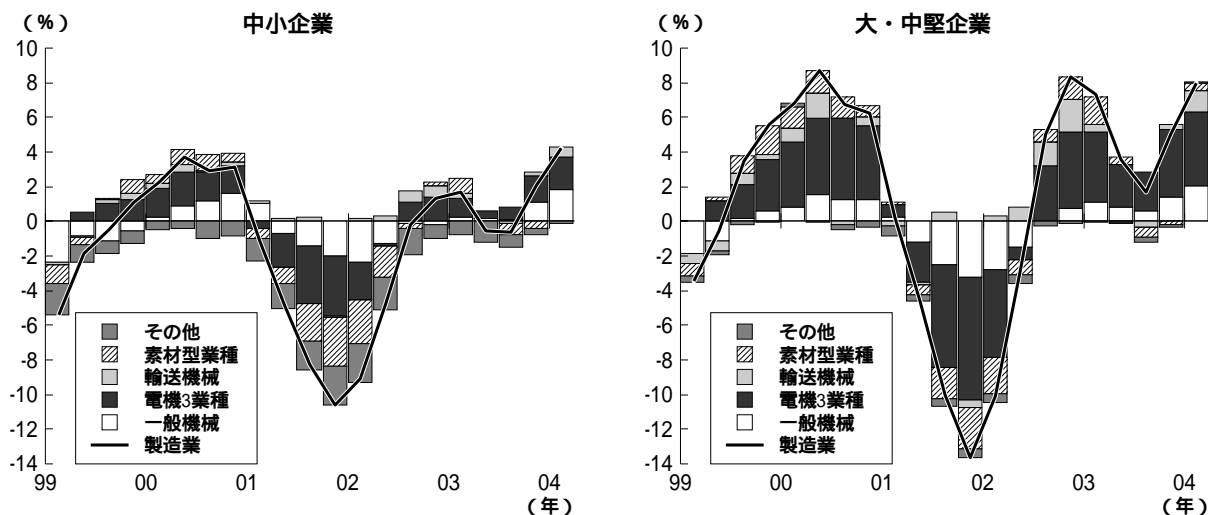 (%) 中小企業
10
8
6
4
2
0
-2
-4
-6
-8
-10
-12
-14
その他
素材型業種
輸送機械
電機3業種
一般機械
製造業
99 00 01 02 03 04
(年)
(%) 大・中堅企業
10
8
6
4
2
0
-2
-4
-6
-8
-10
-12
-14
その他
素材型業種
輸送機械
電機3業種
一般機械
製造業
99 00 01 02 03 04
(年)